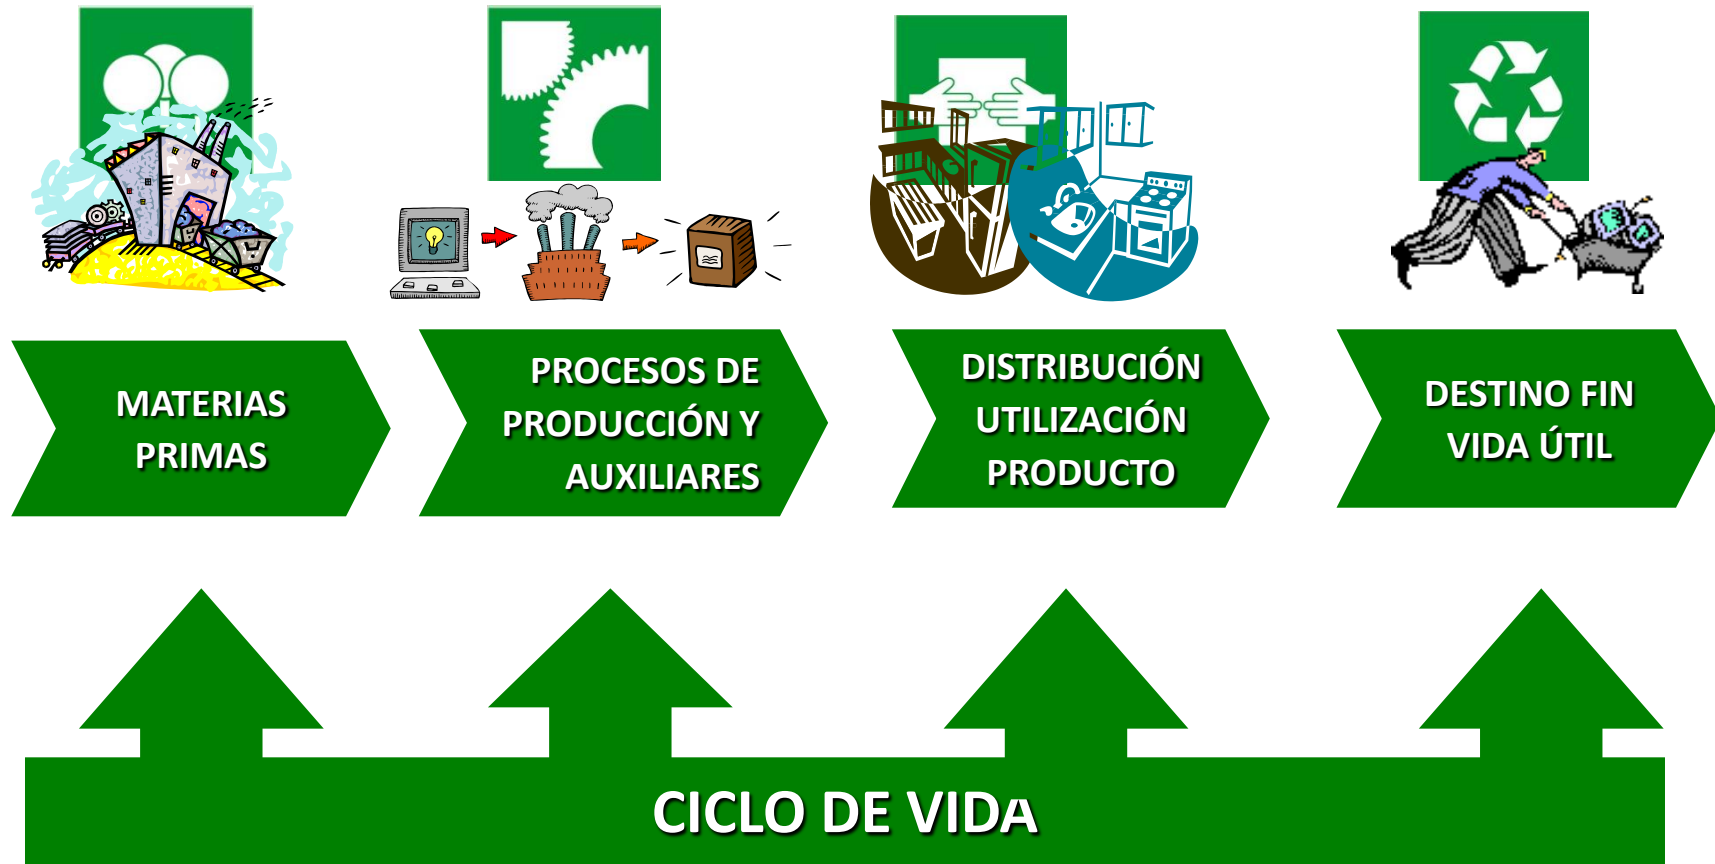 MATERIAS
PRIMAS
PROCESOS DE
PRODUCCIÓN Y
AUXILIARES
DISTRIBUCIÓN
UTILIZACIÓN
PRODUCTO
DESTINO FIN
VIDA ÚTIL
CICLO DE VIDA